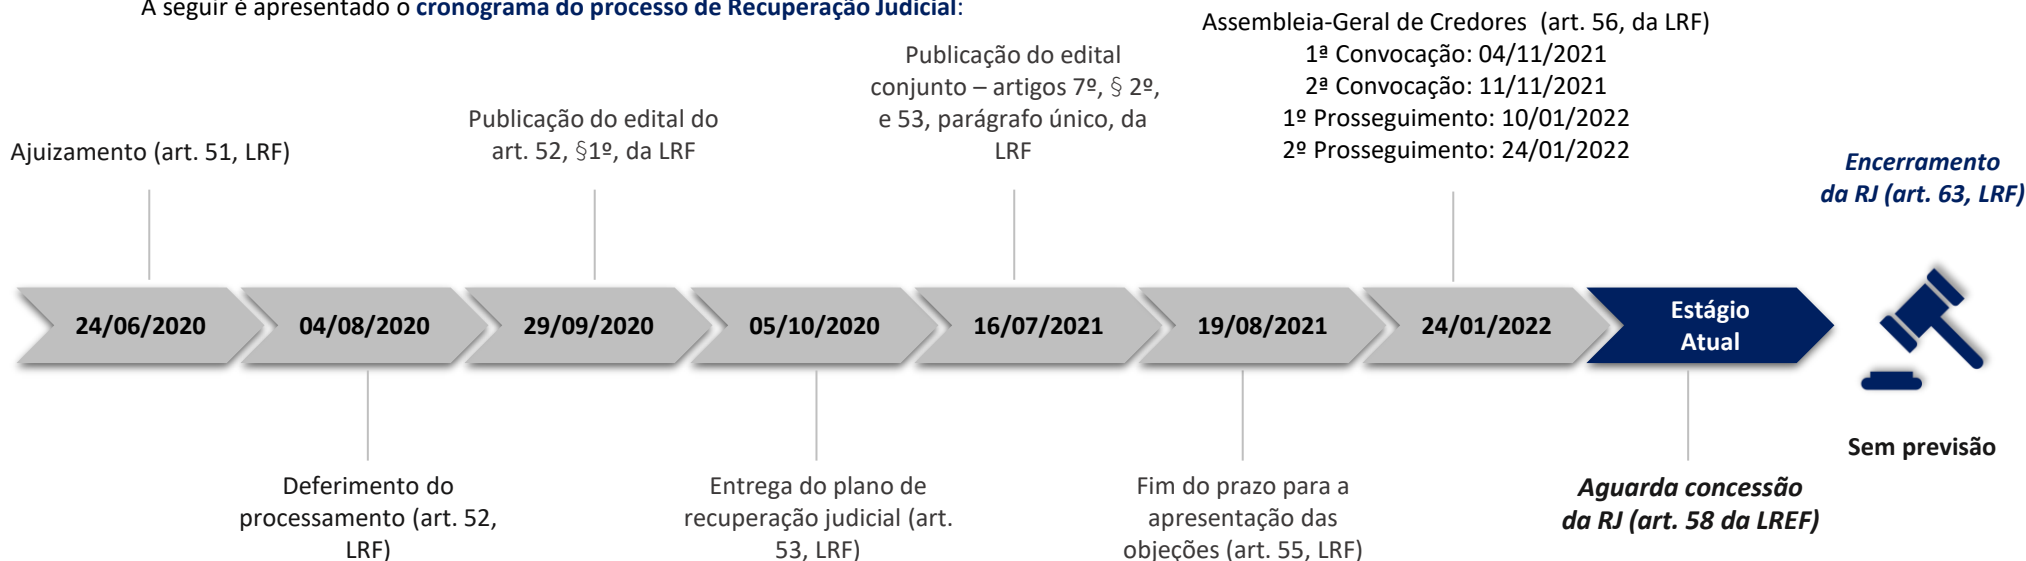 A seguir é apresentado o cronograma do processo de Recuperação Judicial:
Ajuizamento (art. 51, LRF)
Publicação do edital do
art. 52, §1º, da LRF
Publicação do edital
conjunto – artigos 7º, § 2º,
e 53, parágrafo único, da
LRF
Assembleia-Geral de Credores (art. 56, da LRF)
1ª Convocação: 04/11/2021
2ª Convocação: 11/11/2021
1º Prosseguimento: 10/01/2022
2º Prosseguimento: 24/01/2022
Encerramento
da RJ (art. 63, LRF)
24/06/2020
04/08/2020
29/09/2020
05/10/2020
16/07/2021
19/08/2021
24/01/2022
Estágio
Atual
Sem previsão
Deferimento do
processamento (art. 52,
LRF)
Entrega do plano de
recuperação judicial (art.
53, LRF)
Fim do prazo para a
apresentação das
objeções (art. 55, LRF)
Aguarda concessão
da RJ (art. 58 da LREF)